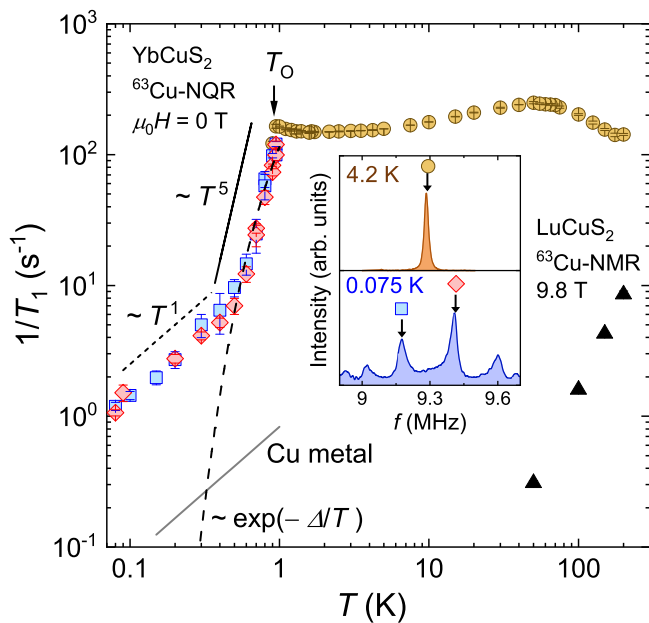 10³
10²
10¹
10⁰
10⁻¹
1/T₁ (s⁻¹)
YbCuS₂
⁶³Cu-NQR
μ₀H = 0 T
T_O
~ T⁵
~ T¹
4.2 K
0.075 K
Intensity (arb. units)
9
9.3
9.6
f (MHz)
LuCuS₂
⁶³Cu-NMR
9.8 T
Cu metal
~ exp(− Δ/T)
0.1
1
10
100
T (K)